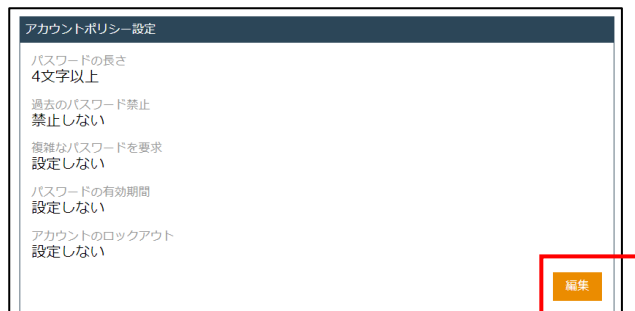 アカウントポリシー設定
パスワードの長さ
4文字以上
過去のパスワード禁止
禁止しない
複雑なパスワードを要求
設定しない
パスワードの有効期間
設定しない
アカウントのロックアウト
設定しない
編集